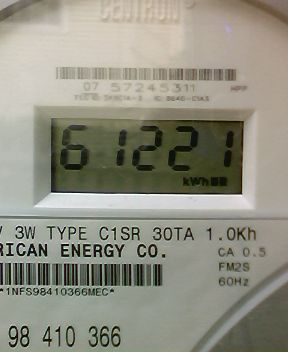 CENTRON
07 57245311 HPP
61221
kWh
V 3W TYPE C1SR 30TA 1.0Kh
RICAN ENERGY CO. CA 0.5
FM2S
*1NFS98410366MEC* 60Hz
98 410 366